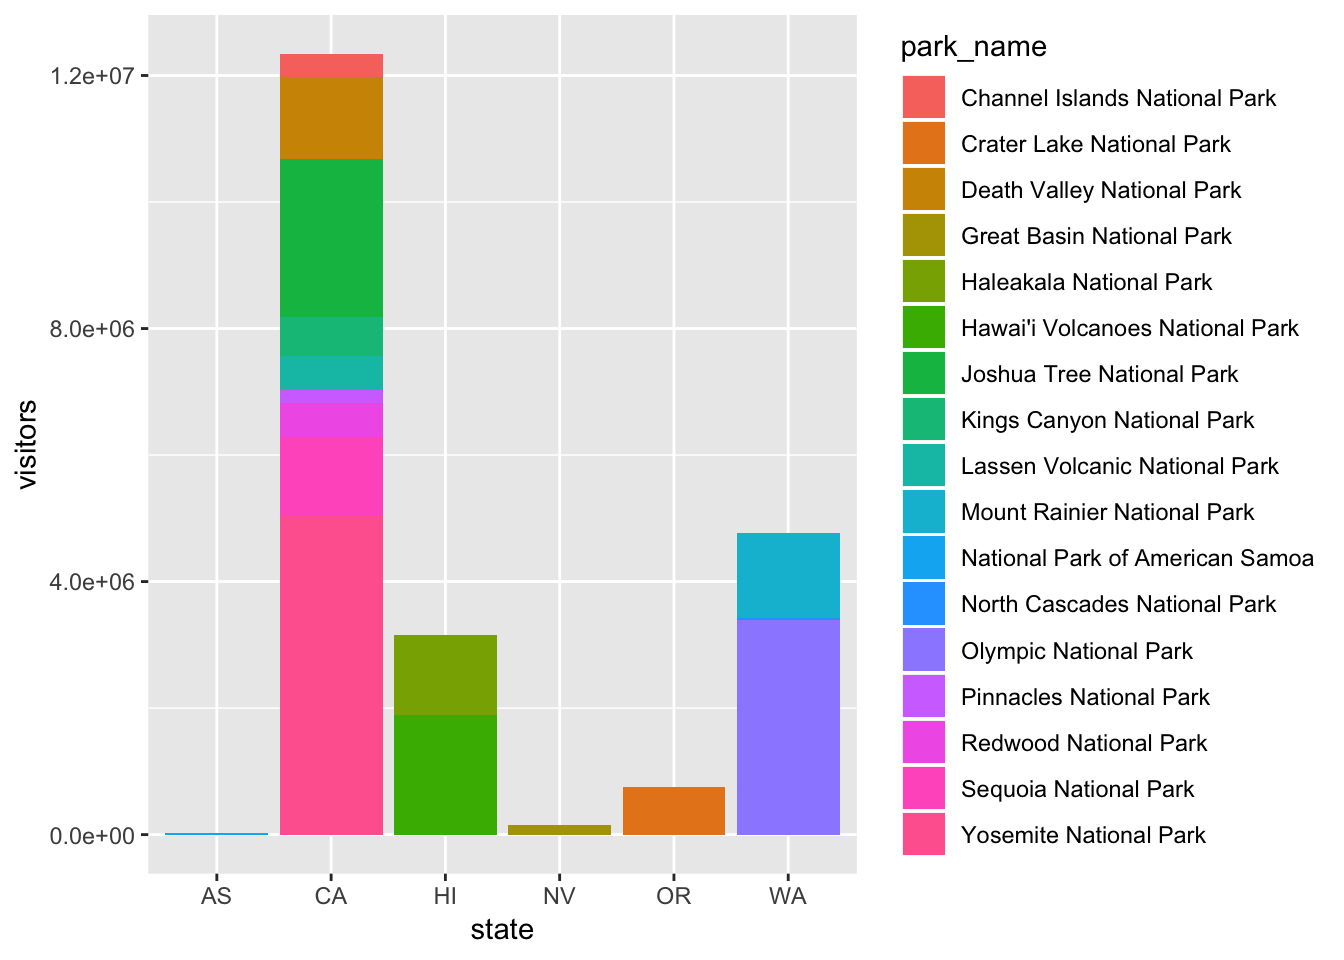 1.2e+07
8.0e+06
4.0e+06
0.0e+00
visitors
AS CA HI NV OR WA
state
park_name
Channel Islands National Park
Crater Lake National Park
Death Valley National Park
Great Basin National Park
Haleakala National Park
Hawai'i Volcanoes National Park
Joshua Tree National Park
Kings Canyon National Park
Lassen Volcanic National Park
Mount Rainier National Park
National Park of American Samoa
North Cascades National Park
Olympic National Park
Pinnacles National Park
Redwood National Park
Sequoia National Park
Yosemite National Park